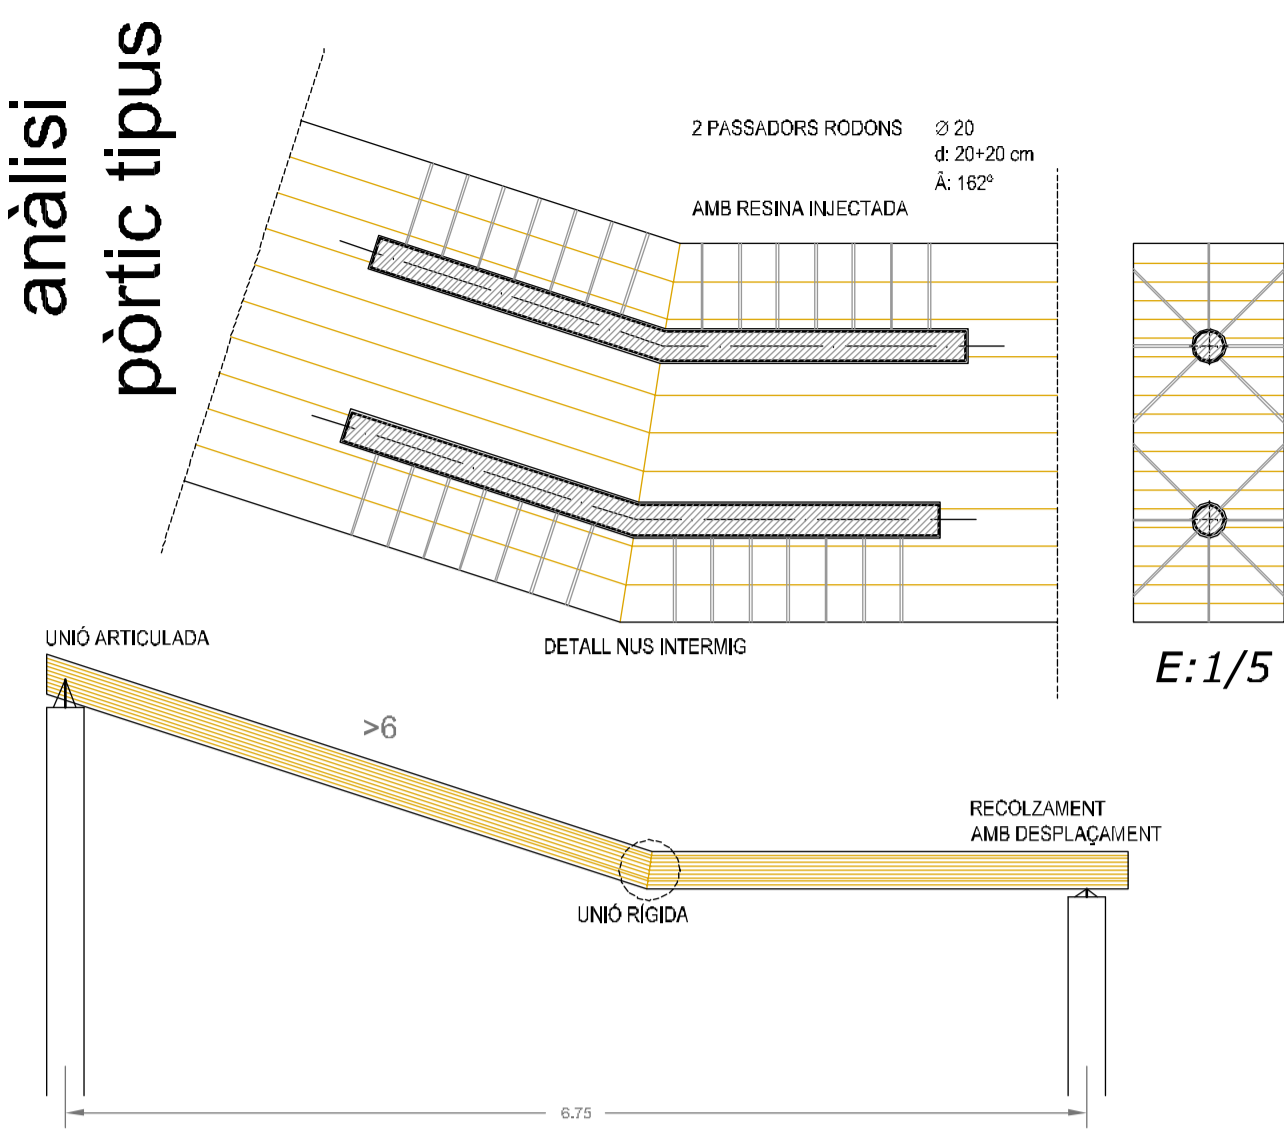 anàlisi
pòrtic tipus
2 PASSADORS RODONS
Ø 20
d: 20+20 cm
Â: 162º
AMB RESINA INJECTADA
E:1/5
UNIÓ ARTICULADA
DETALL NUS INTERMIG
>6
RECOLZAMENT
AMB DESPLAÇAMENT
UNIÓ RÍGIDA
6.75